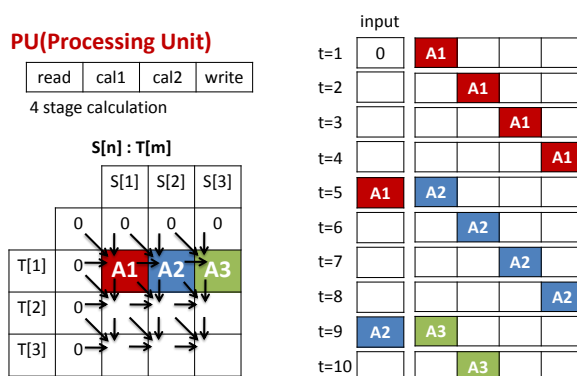 PU(Processing Unit)
read cal1 cal2 write
4 stage calculation
S[n] : T[m]
S[1] S[2] S[3]
0 0 0 0
T[1] 0 A1 A2 A3
T[2] 0
T[3] 0
input
t=1 0 A1
t=2 A1
t=3 A1
t=4 A1
t=5 A1 A2
t=6 A2
t=7 A2
t=8 A2
t=9 A2 A3
t=10 A3